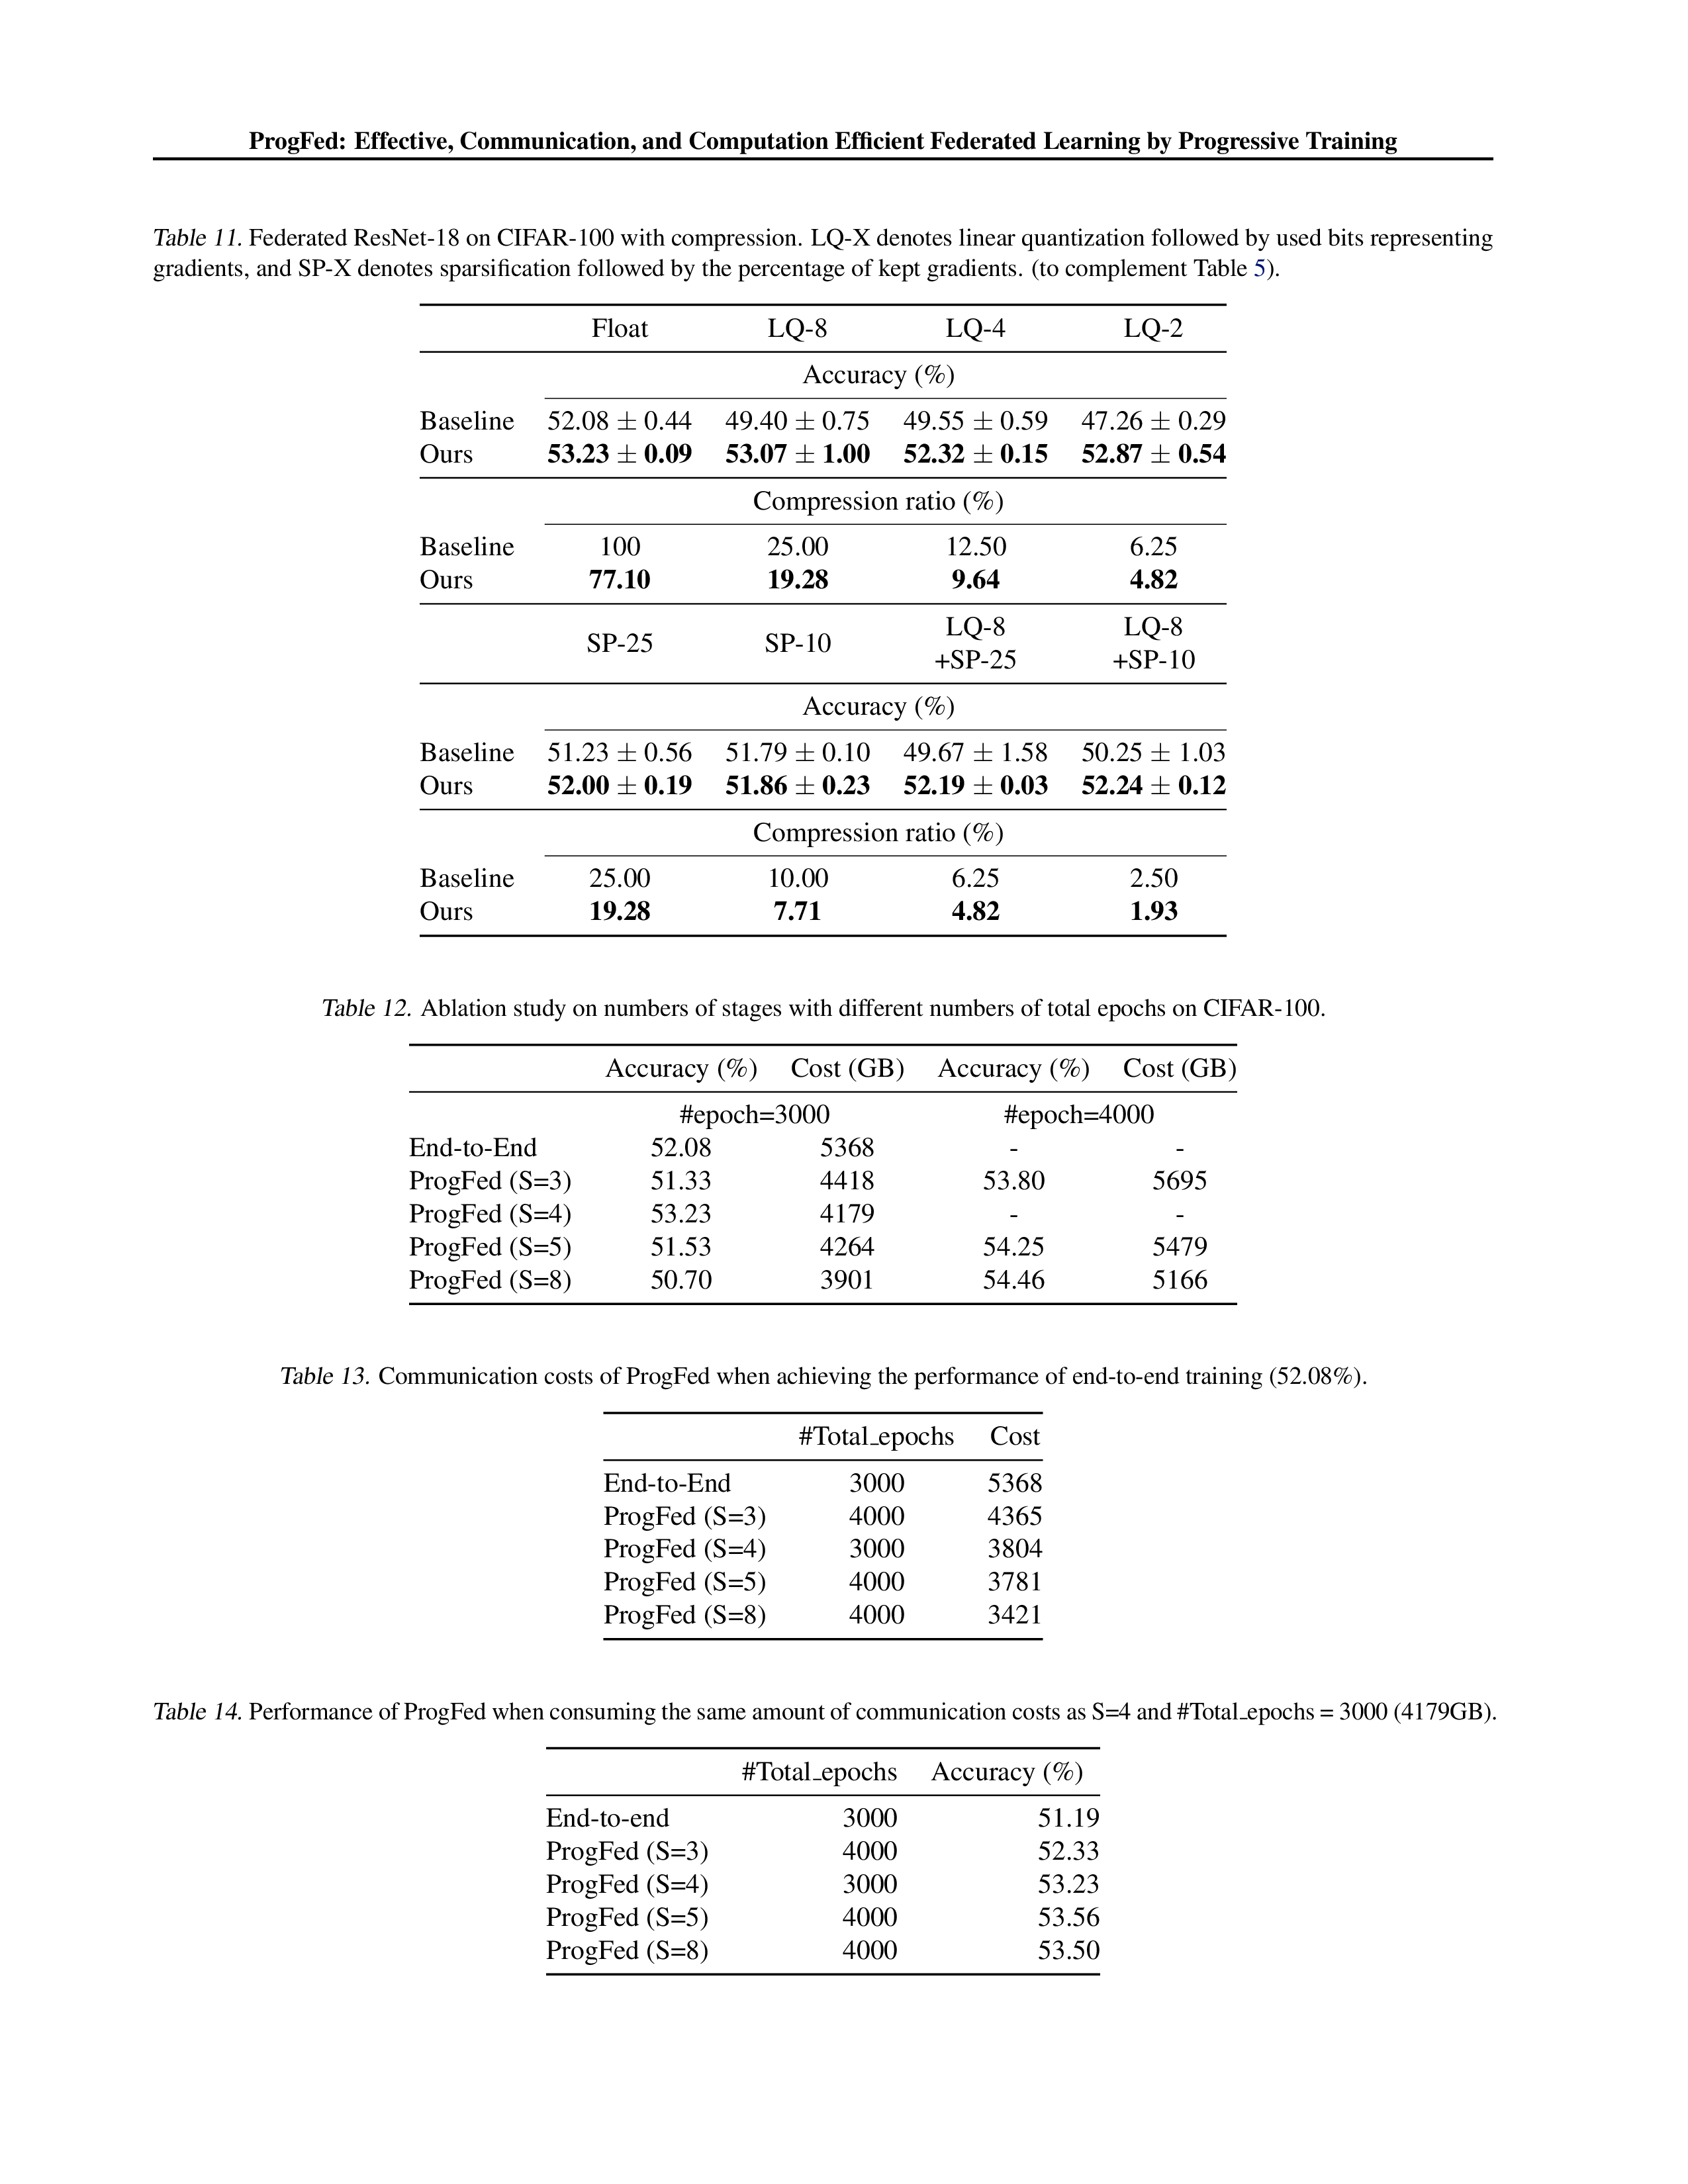 ProgFed: Effective, Communication, and Computation Efficient Federated Learning by Progressive Training
Table 11. Federated ResNet-18 on CIFAR-100 with compression. LQ-X denotes linear quantization followed by used bits representing
gradients, and SP-X denotes sparsification followed by the percentage of kept gradients. (to complement Table 5).
Float LQ-8 LQ-4 LQ-2
Accuracy (%)
Baseline 52.08 ± 0.44 49.40 ± 0.75 49.55 ± 0.59 47.26 ± 0.29
Ours 53.23 ± 0.09 53.07 ± 1.00 52.32 ± 0.15 52.87 ± 0.54
Compression ratio (%)
Baseline 100 25.00 12.50 6.25
Ours 77.10 19.28 9.64 4.82
SP-25 SP-10 LQ-8 +SP-25 LQ-8 +SP-10
Accuracy (%)
Baseline 51.23 ± 0.56 51.79 ± 0.10 49.67 ± 1.58 50.25 ± 1.03
Ours 52.00 ± 0.19 51.86 ± 0.23 52.19 ± 0.03 52.24 ± 0.12
Compression ratio (%)
Baseline 25.00 10.00 6.25 2.50
Ours 19.28 7.71 4.82 1.93
Table 12. Ablation study on numbers of stages with different numbers of total epochs on CIFAR-100.
Accuracy (%) Cost (GB) Accuracy (%) Cost (GB)
#epoch=3000 #epoch=4000
End-to-End 52.08 5368 - -
ProgFed (S=3) 51.33 4418 53.80 5695
ProgFed (S=4) 53.23 4179 - -
ProgFed (S=5) 51.53 4264 54.25 5479
ProgFed (S=8) 50.70 3901 54.46 5166
Table 13. Communication costs of ProgFed when achieving the performance of end-to-end training (52.08%).
#Total_epochs Cost
End-to-End 3000 5368
ProgFed (S=3) 4000 4365
ProgFed (S=4) 3000 3804
ProgFed (S=5) 4000 3781
ProgFed (S=8) 4000 3421
Table 14. Performance of ProgFed when consuming the same amount of communication costs as S=4 and #Total_epochs = 3000 (4179GB).
#Total_epochs Accuracy (%)
End-to-end 3000 51.19
ProgFed (S=3) 4000 52.33
ProgFed (S=4) 3000 53.23
ProgFed (S=5) 4000 53.56
ProgFed (S=8) 4000 53.50